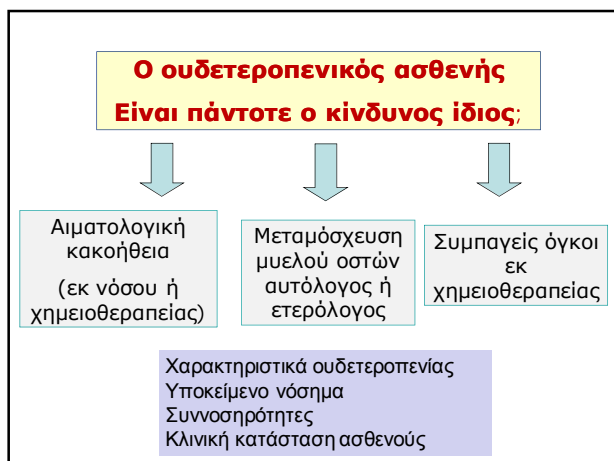 Ο ουδετεροπενικός ασθενής
Είναι πάντοτε ο κίνδυνος ίδιος;
Αιματολογική
κακοήθεια
(εκ νόσου ή
χημειοθεραπείας)
Μεταμόσχευση
μυελού οστών
αυτόλογος ή
ετερόλογος
Συμπαγείς όγκοι
εκ
χημειοθεραπείας
Χαρακτηριστικά ουδετεροπενίας
Υποκείμενο νόσημα
Συννοσηρότητες
Κλινική κατάσταση ασθενούς